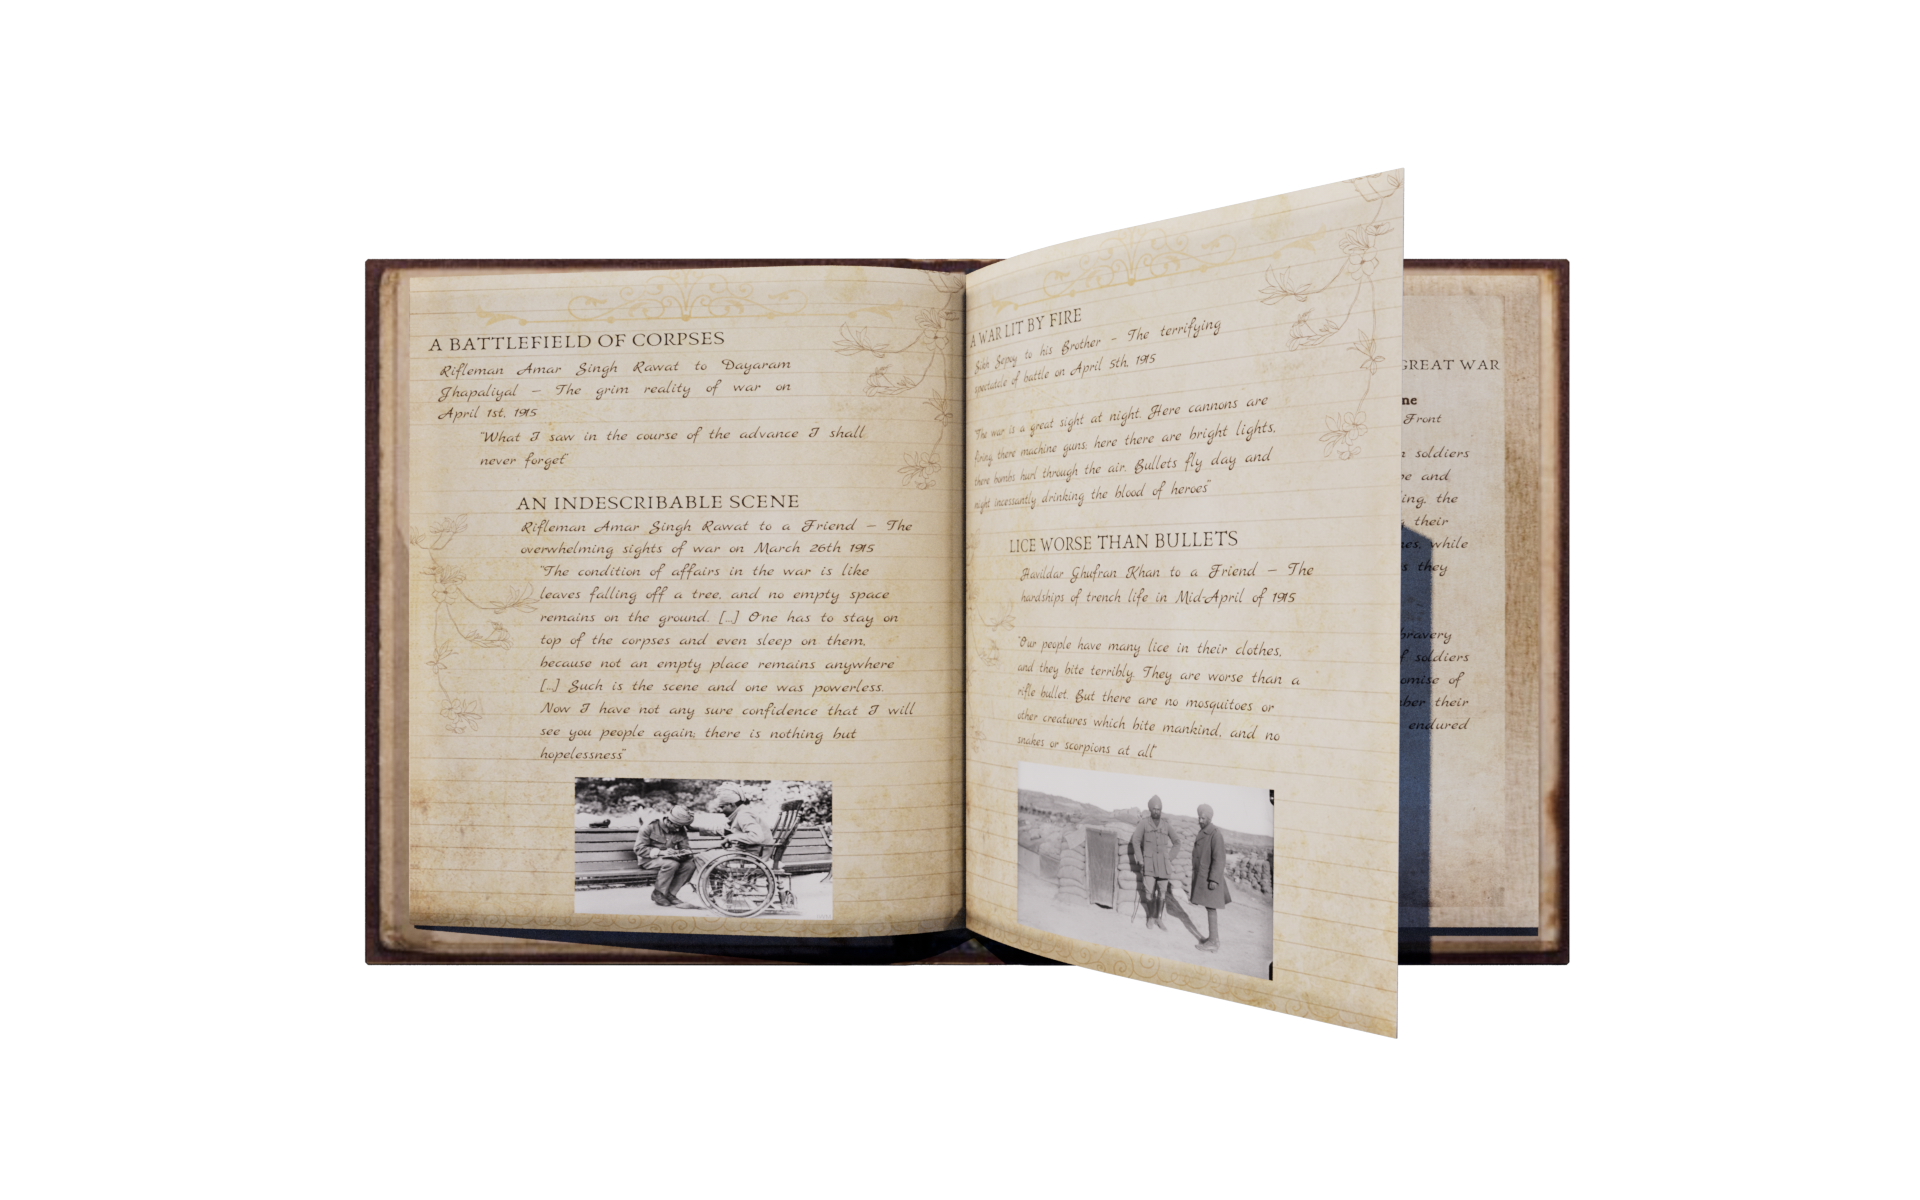 A BATTLEFIELD OF CORPSES
Rifleman Amar Singh Rawat to Dayaram
Jhapaliyal – The grim reality of war on
April 1st, 1915
"What I saw in the course of the advance I shall
never forget"
AN INDESCRIBABLE SCENE
Rifleman Amar Singh Rawat to a Friend – The
overwhelming sights of war on March 26th 1915
"The condition of affairs in the war is like
leaves falling off a tree, and no empty space
remains on the ground. [...] One has to stay on
top of the corpses and even sleep on them,
because not an empty place remains anywhere
[...] Such is the scene and one was powerless.
Now I have not any sure confidence that I will
see you people again; there is nothing but
hopelessness"
A WAR LIT BY FIRE
Sikh Sepoy to his Brother – The terrifying
spectacle of battle on April 5th, 1915
"The war is a great sight at night. Here cannons are
firing, there machine guns; here there are bright lights,
there bombs hurl through the air. Bullets fly day and
night incessantly drinking the blood of heroes"
LICE WORSE THAN BULLETS
Havildar Ghufran Khan to a Friend – The
hardships of trench life in Mid-April of 1915
"Our people have many lice in their clothes,
and they bite terribly. They are worse than a
rifle bullet. But there are no mosquitoes or
other creatures which bite mankind, and no
snakes or scorpions at all"
GREAT WAR
ne
Front
soldiers
and
ing, the
their
while
they
bravery
soldiers
omise of
ber their
endured